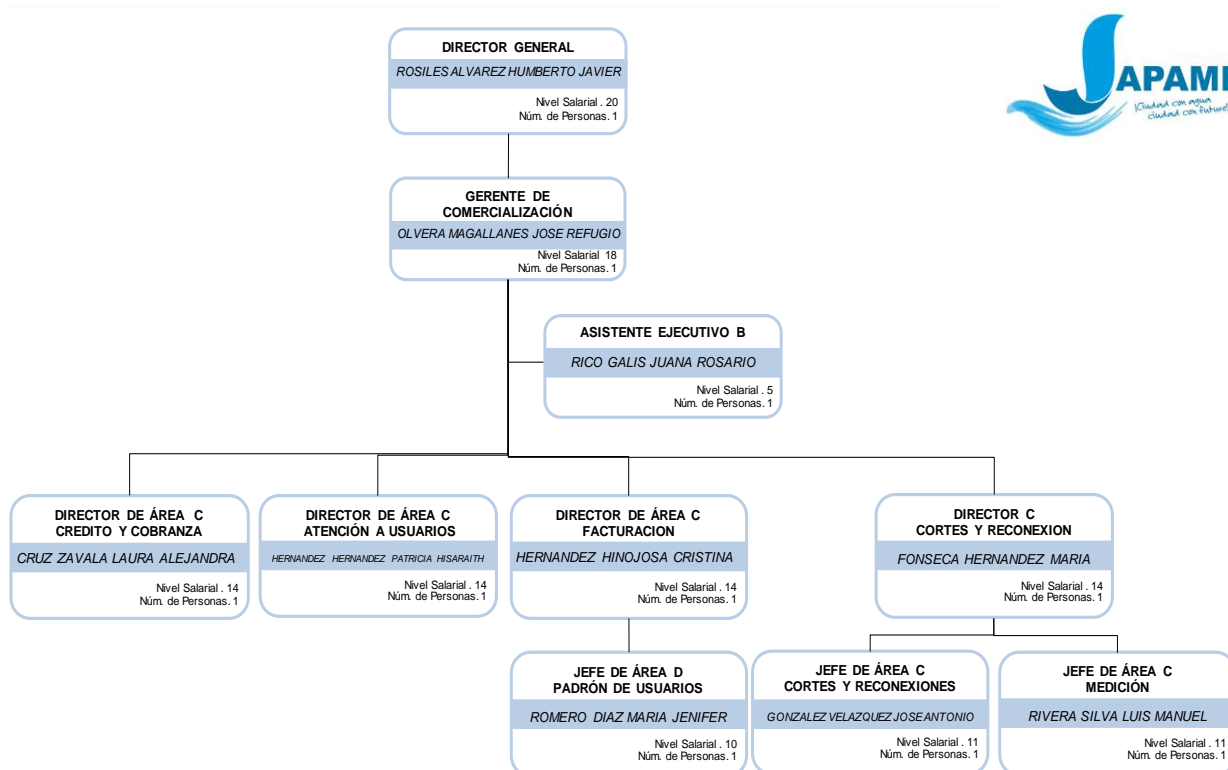 JAPAMI
¡Ciudad con agua
ciudad con futuro!
DIRECTOR GENERAL
ROSILES ALVAREZ HUMBERTO JAVIER
Nivel Salarial . 20
Núm. de Personas. 1
GERENTE DE
COMERCIALIZACIÓN
OLVERA MAGALLANES JOSE REFUGIO
Nivel Salarial 18
Núm. de Personas. 1
ASISTENTE EJECUTIVO B
RICO GALIS JUANA ROSARIO
Nivel Salarial . 5
Núm. de Personas. 1
DIRECTOR DE ÁREA C
CREDITO Y COBRANZA
CRUZ ZAVALA LAURA ALEJANDRA
Nivel Salarial . 14
Núm. de Personas. 1
DIRECTOR DE ÁREA C
ATENCIÓN A USUARIOS
HERNANDEZ HERNANDEZ PATRICIA HISARAITH
Nivel Salarial . 14
Núm. de Personas. 1
DIRECTOR DE ÁREA C
FACTURACION
HERNANDEZ HINOJOSA CRISTINA
Nivel Salarial . 14
Núm. de Personas. 1
DIRECTOR C
CORTES Y RECONEXION
FONSECA HERNANDEZ MARIA
Nivel Salarial . 14
Núm. de Personas. 1
JEFE DE ÁREA D
PADRÓN DE USUARIOS
ROMERO DIAZ MARIA JENIFER
Nivel Salarial . 10
Núm. de Personas. 1
JEFE DE ÁREA C
CORTES Y RECONEXIONES
GONZALEZ VELAZQUEZ JOSE ANTONIO
Nivel Salarial . 11
Núm. de Personas. 1
JEFE DE ÁREA C
MEDICIÓN
RIVERA SILVA LUIS MANUEL
Nivel Salarial . 11
Núm. de Personas. 1